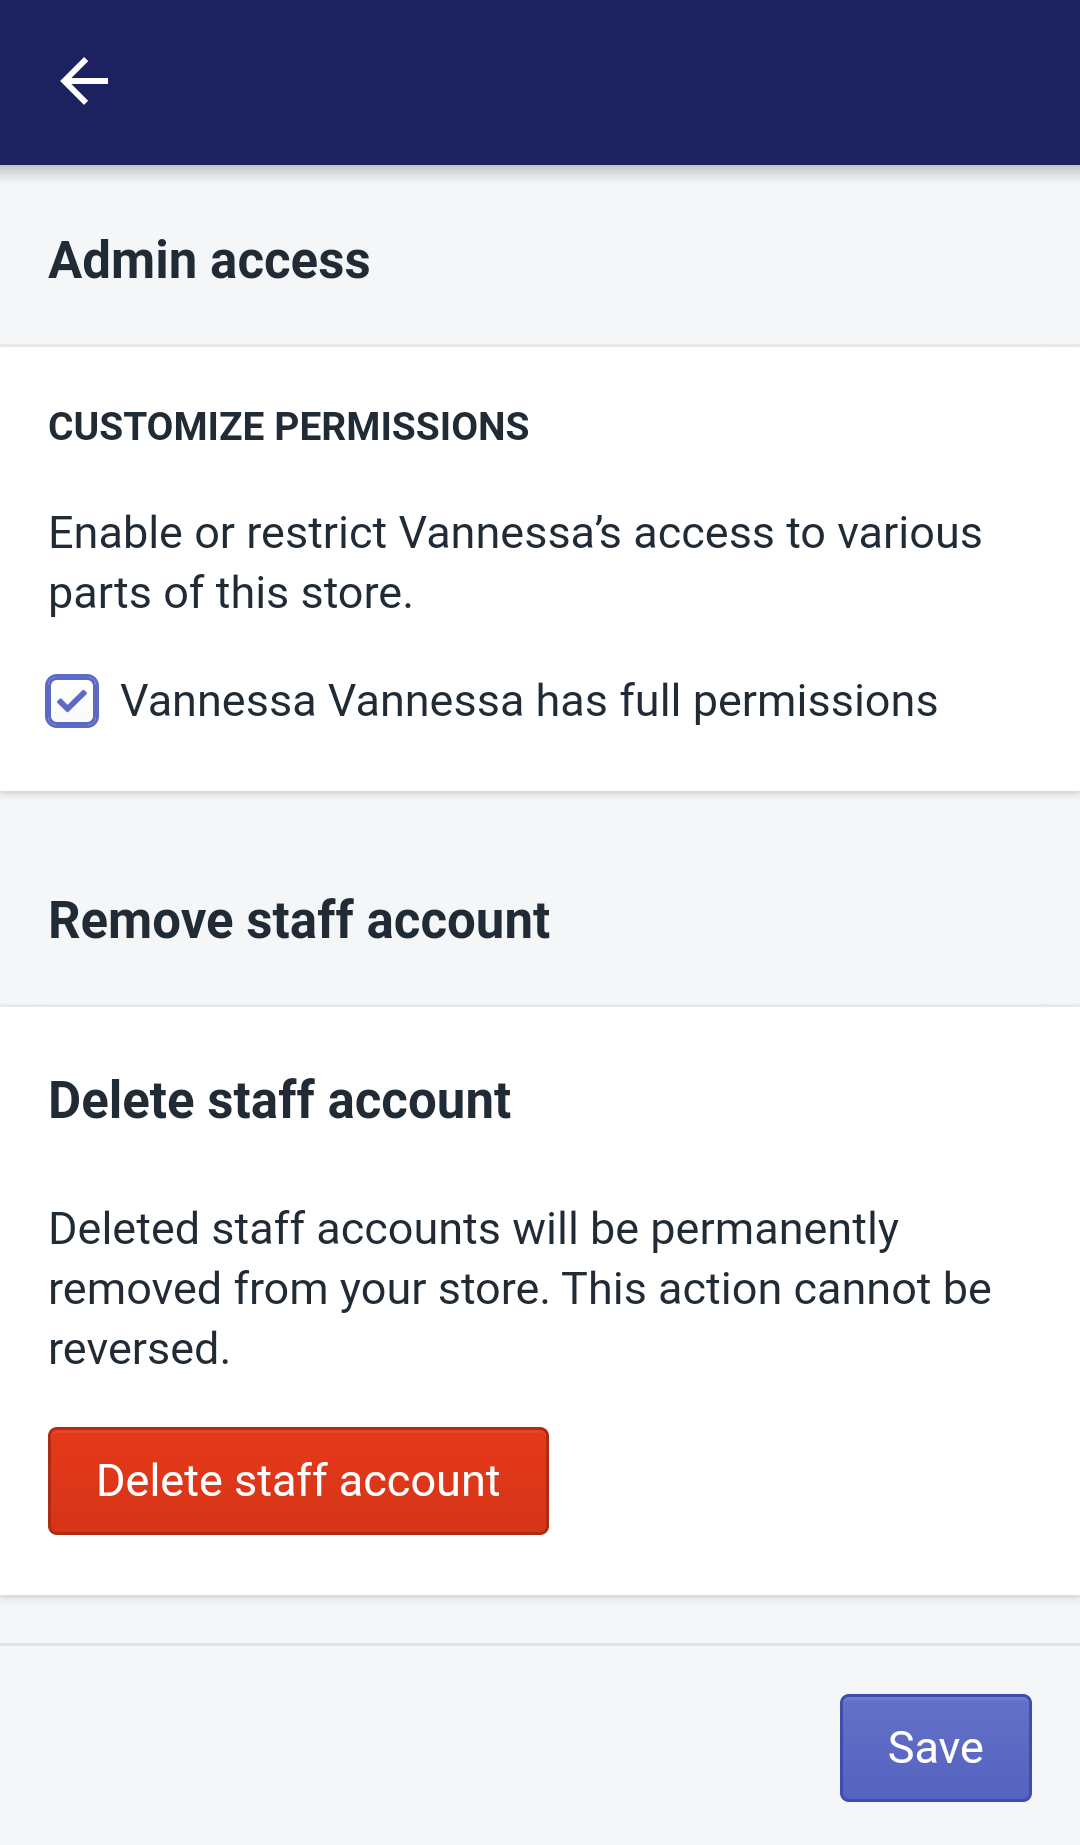 Admin access
CUSTOMIZE PERMISSIONS
Enable or restrict Vannessa’s access to various
parts of this store.
Vannessa Vannessa has full permissions
Remove staff account
Delete staff account
Deleted staff accounts will be permanently
removed from your store. This action cannot be
reversed.
Delete staff account
Save